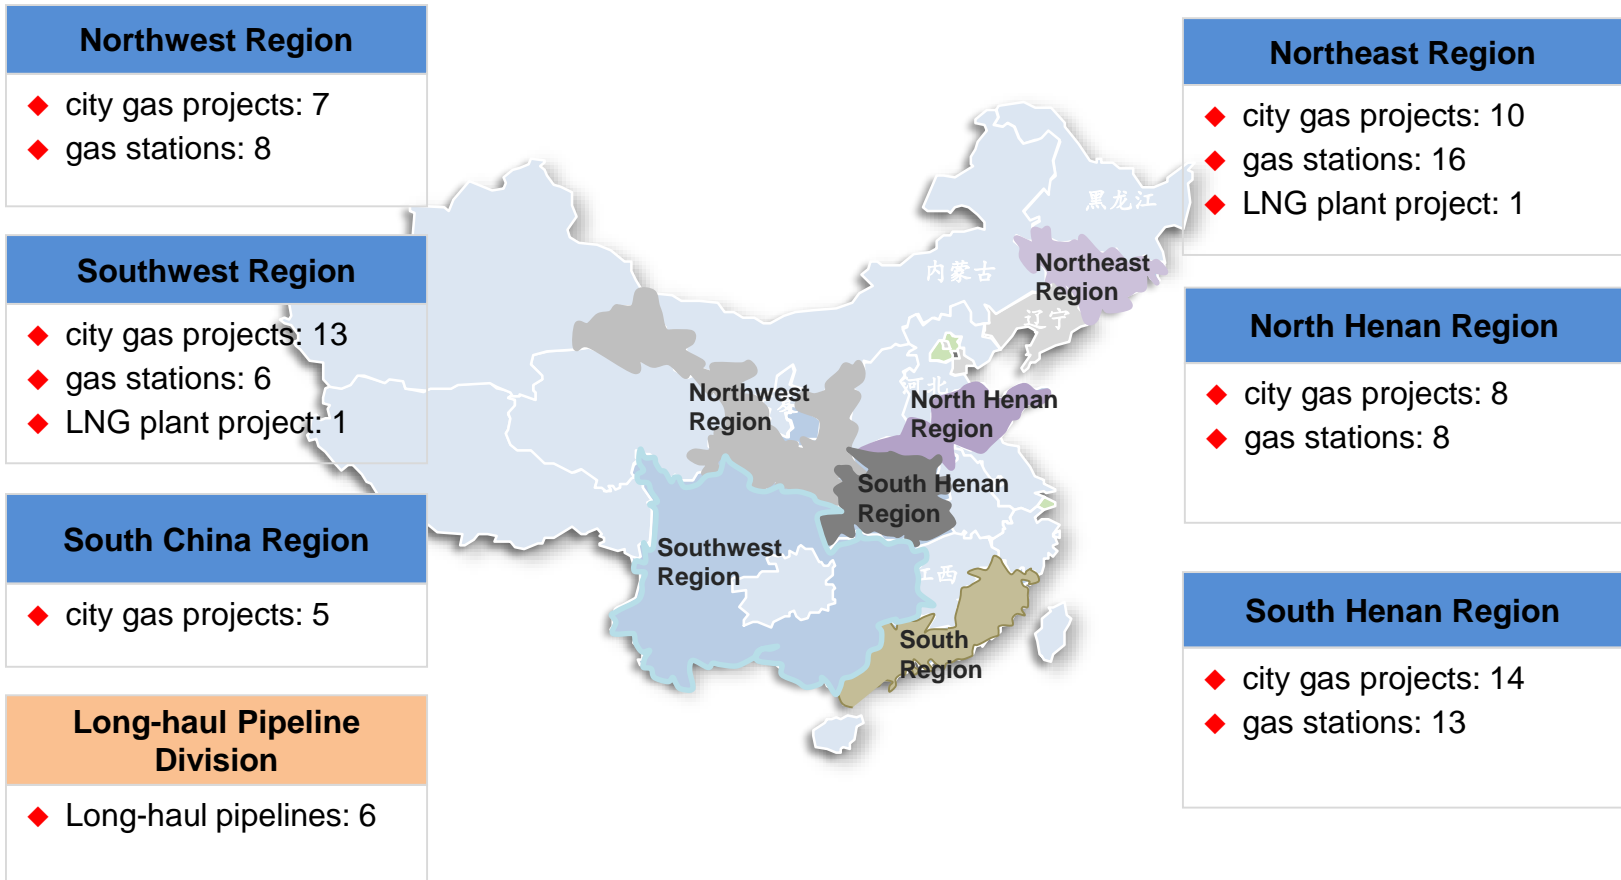 Northwest Region
city gas projects: 7
gas stations: 8
Southwest Region
city gas projects: 13
gas stations: 6
LNG plant project: 1
South China Region
city gas projects: 5
Long-haul Pipeline
Division
Long-haul pipelines: 6
黑龙江
内蒙古
Northeast
Region
辽宁
河北
Northwest
Region
North Henan
Region
South Henan
Region
Southwest
Region
江西
South
Region
Northeast Region
city gas projects: 10
gas stations: 16
LNG plant project: 1
North Henan Region
city gas projects: 8
gas stations: 8
South Henan Region
city gas projects: 14
gas stations: 13